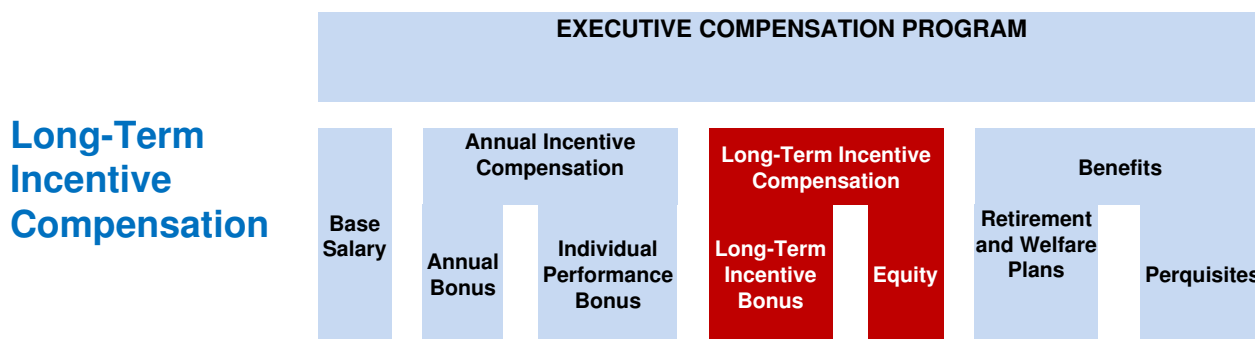 EXECUTIVE COMPENSATION PROGRAM
Long-Term
Incentive
Compensation
Base
Salary
Annual Incentive
Compensation
Annual
Bonus
Individual
Performance
Bonus
Long-Term Incentive
Compensation
Long-Term
Incentive
Bonus
Equity
Benefits
Retirement
and Welfare
Plans
Perquisites